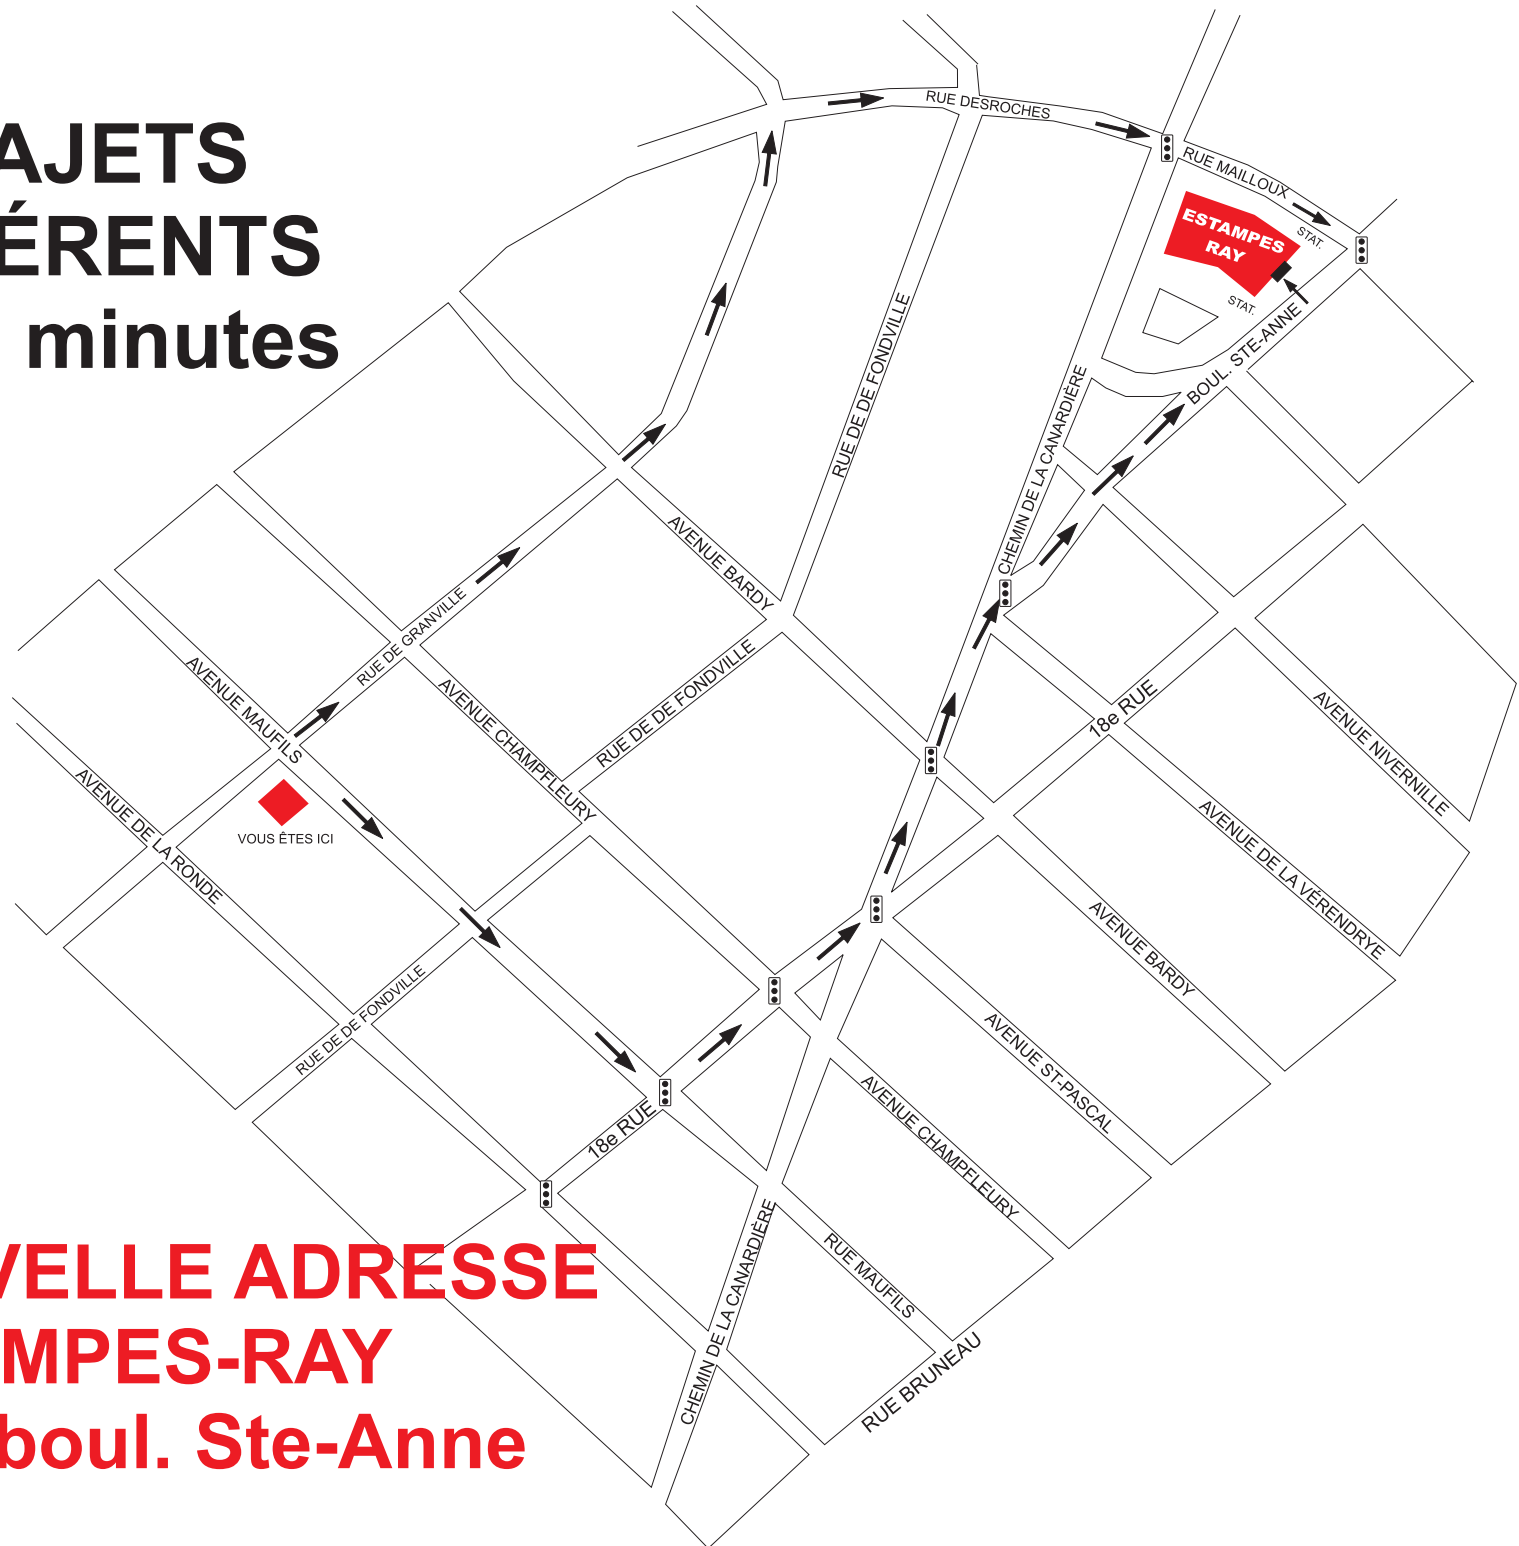 AJETS
ÉRENTS
minutes
RUE DESROCHES
RUE MAILLOUX
ESTAMPES
RAY
STAT.
STAT.
BOUL. STE-ANNE
RUE DE DE FONDVILLE
CHEMIN DE LA CANARDIÈRE
AVENUE BARDY
RUE DE GRANVILLE
AVENUE MAUFILS
AVENUE CHAMPFLEURY
RUE DE DE FONDVILLE
18e RUE
AVENUE NIVERNILLE
AVENUE DE LA RONDE
VOUS ÊTES ICI
AVENUE DE LA VÉRENDRYE
AVENUE BARDY
RUE DE DE FONDVILLE
AVENUE ST-PASCAL
18e RUE
AVENUE CHAMPFLEURY
CHEMIN DE LA CANARDIÈRE
RUE MAUFILS
RUE BRUNEAU
VELLE ADRESSE
MPES-RAY
boul. Ste-Anne